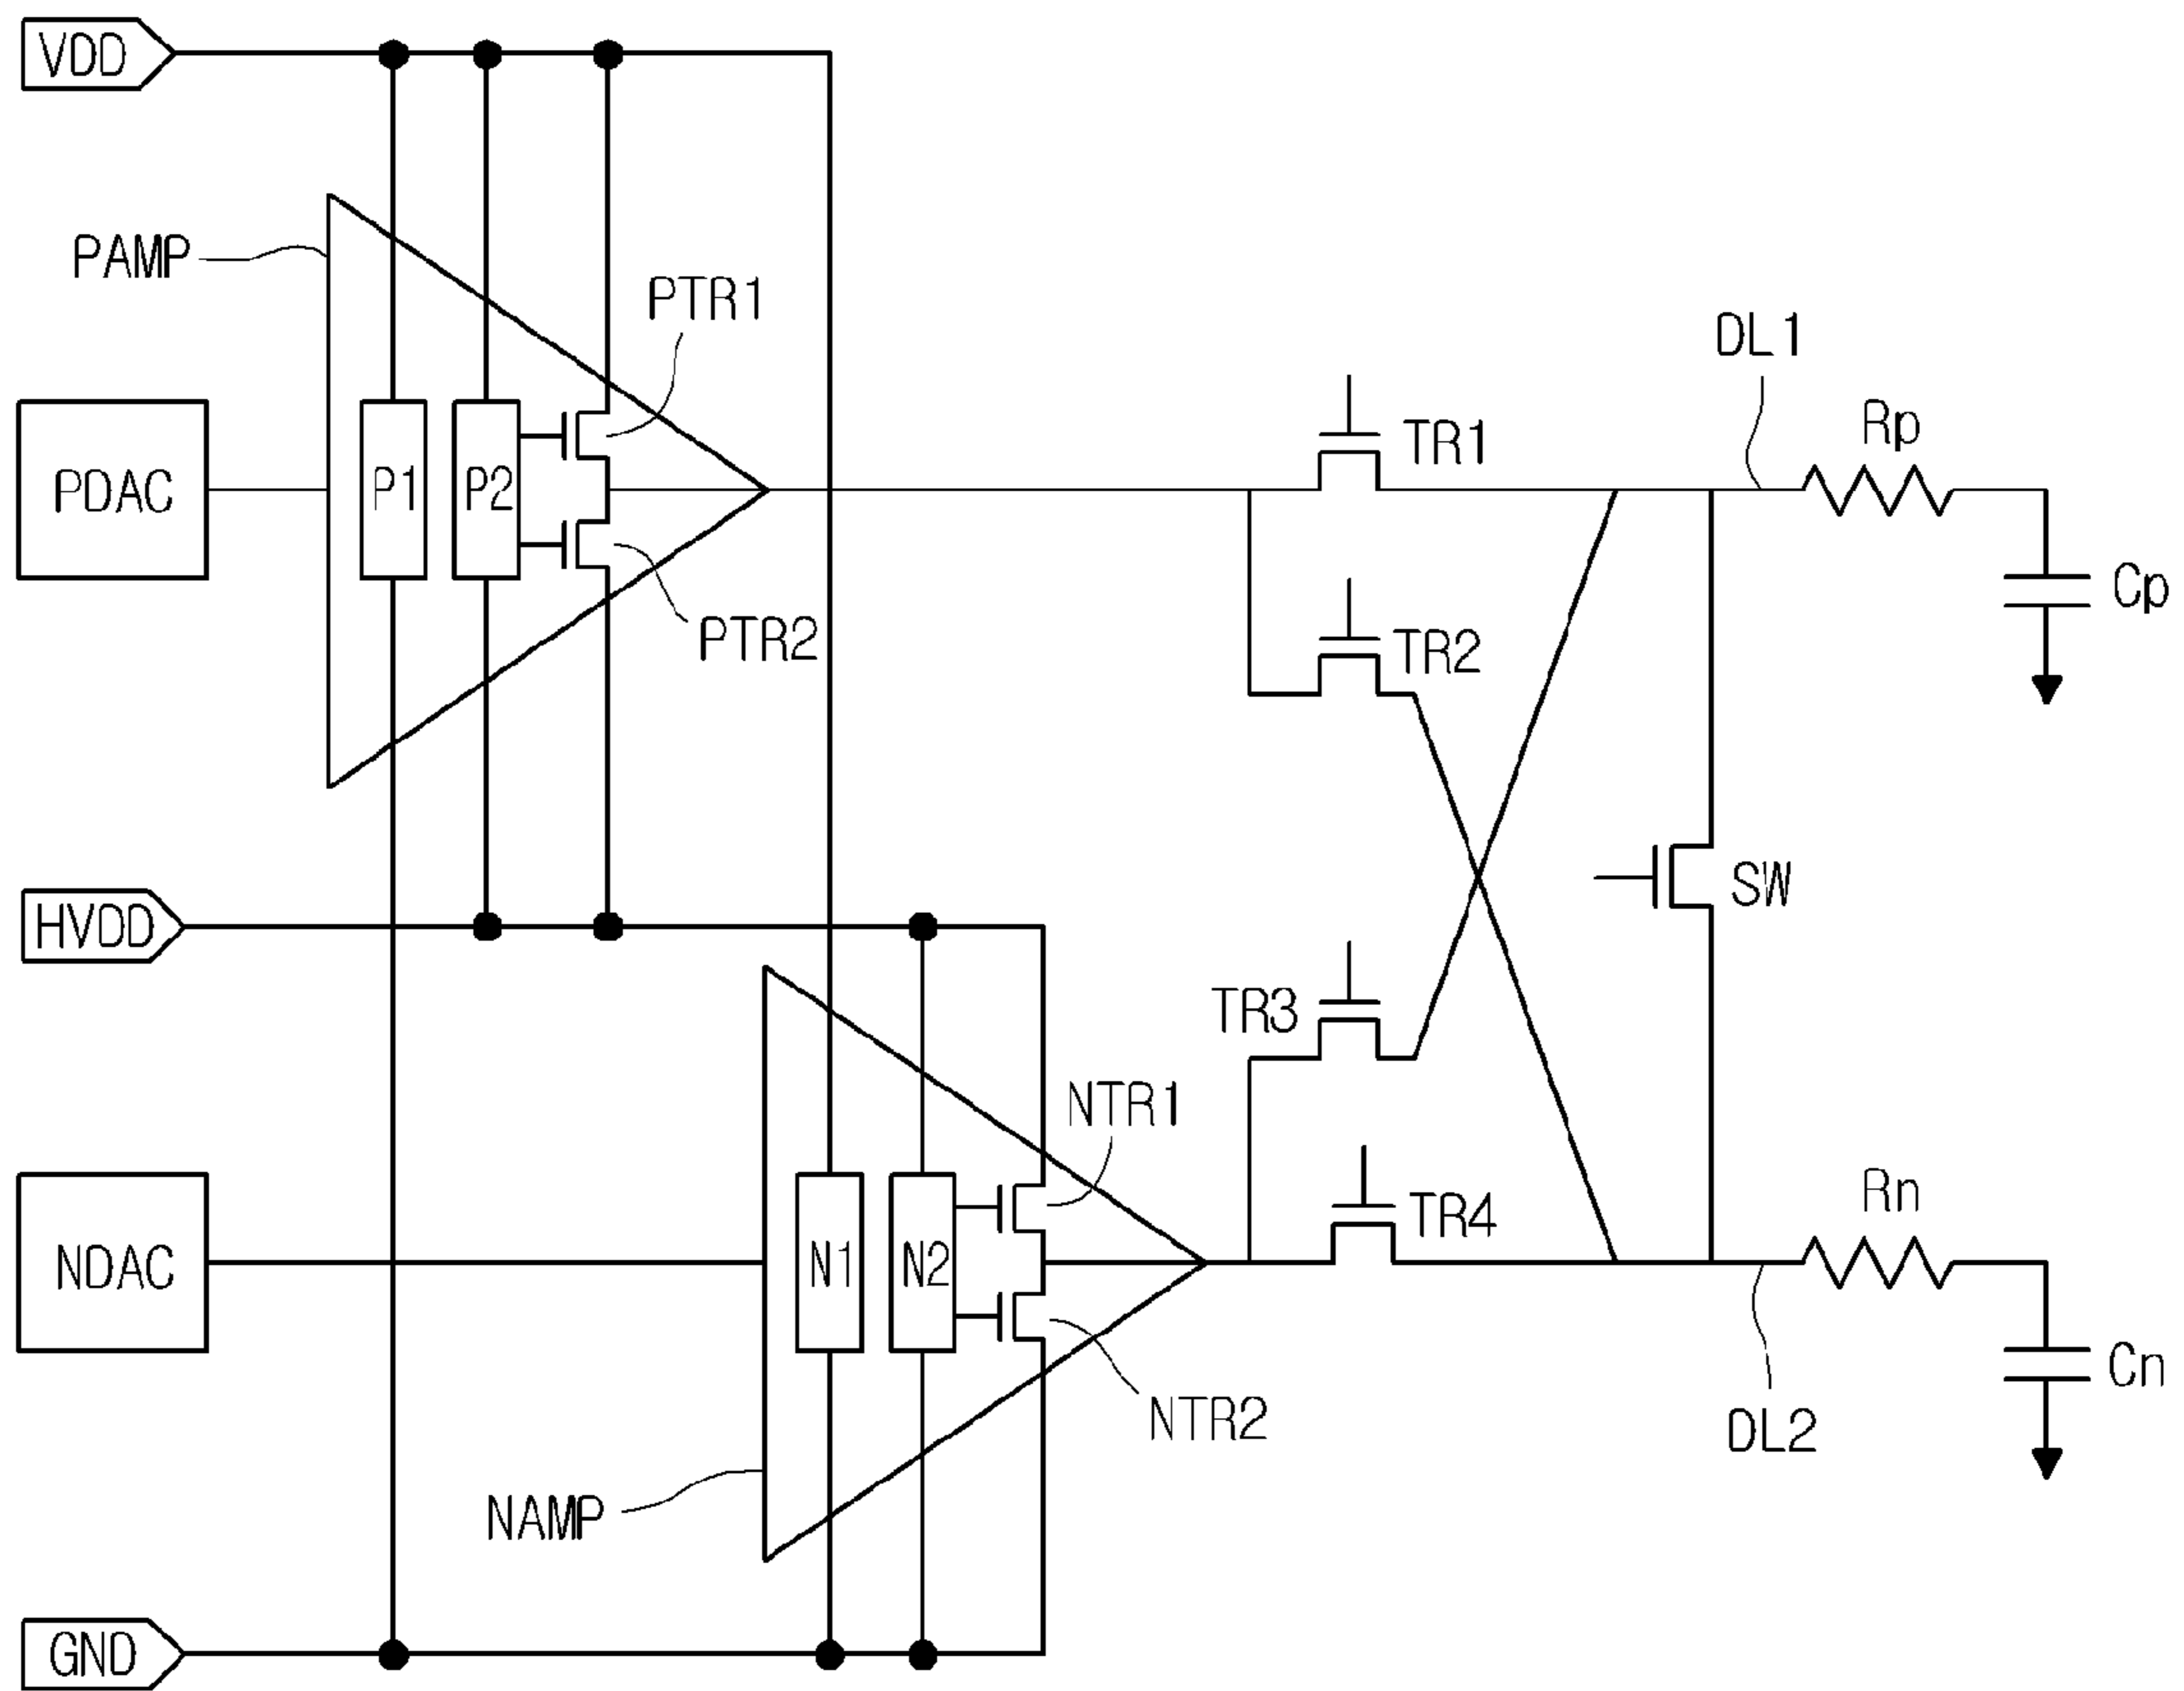 VDD
PAMP
PTR1
DL1
Rp
TR1
PDAC
P1
P2
Cp
PTR2
TR2
HVDD
SW
TR3
NTR1
Rn
TR4
NDAC
N1
N2
Cn
NTR2
DL2
NAMP
GND